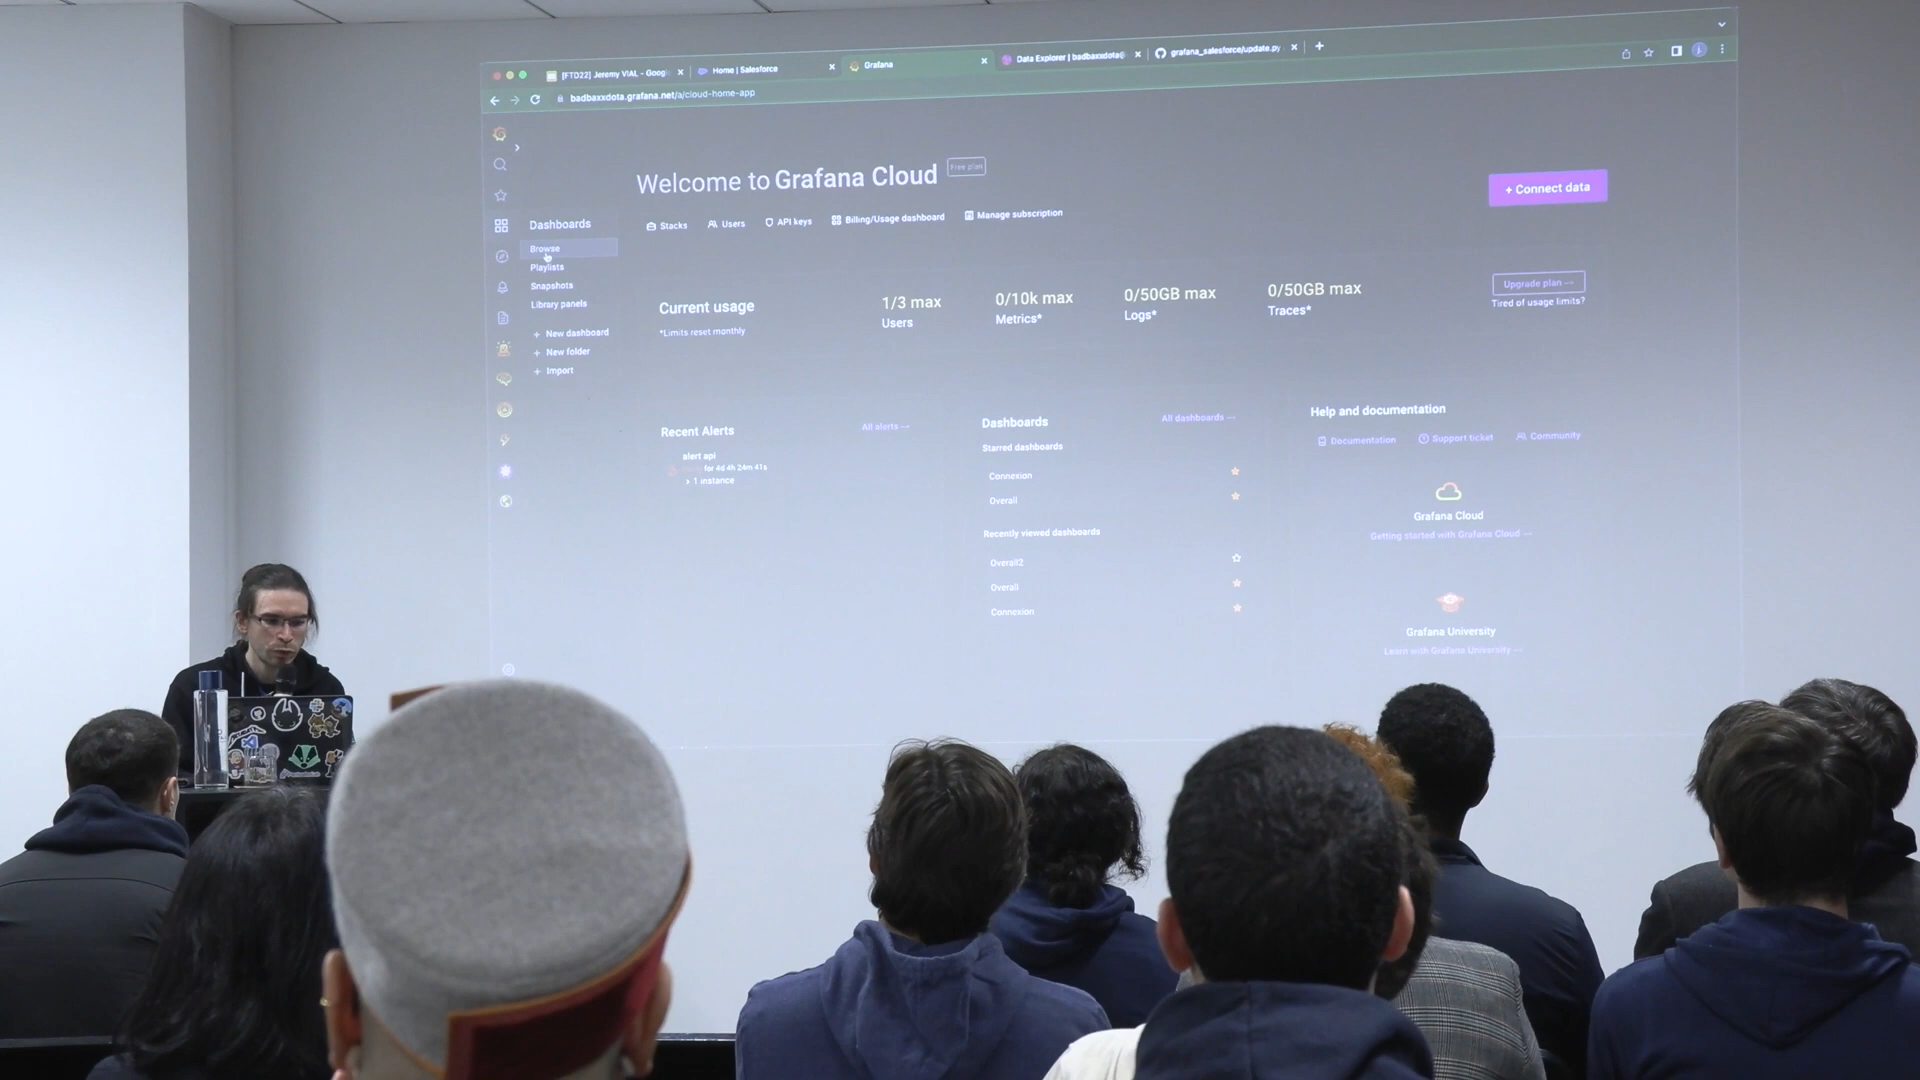 [FTD22] Jeremy VIAL - Googl
Home | Salesforce
Grafana
Data Explorer | badbaxxdota@
grafana_salesforce/update.py
badbaxxdota.grafana.net/a/cloud-home-app
Welcome to Grafana Cloud
Free plan
+ Connect data
Stacks
Users
API keys
Billing/Usage dashboard
Manage subscription
Dashboards
Browse
Playlists
Snapshots
Library panels
+ New dashboard
+ New folder
+ Import
Current usage
*Limits reset monthly
1/3 max
Users
0/10k max
Metrics*
0/50GB max
Logs*
0/50GB max
Traces*
Upgrade plan
Tired of usage limits?
Recent Alerts
All alerts
alert api
for 4d 4h 24m 41s
> 1 instance
Dashboards
All dashboards
Starred dashboards
Connexion
Overall
Recently viewed dashboards
Overall2
Overall
Connexion
Help and documentation
Documentation
Support ticket
Community
Grafana Cloud
Getting started with Grafana Cloud
Grafana University
Learn with Grafana University